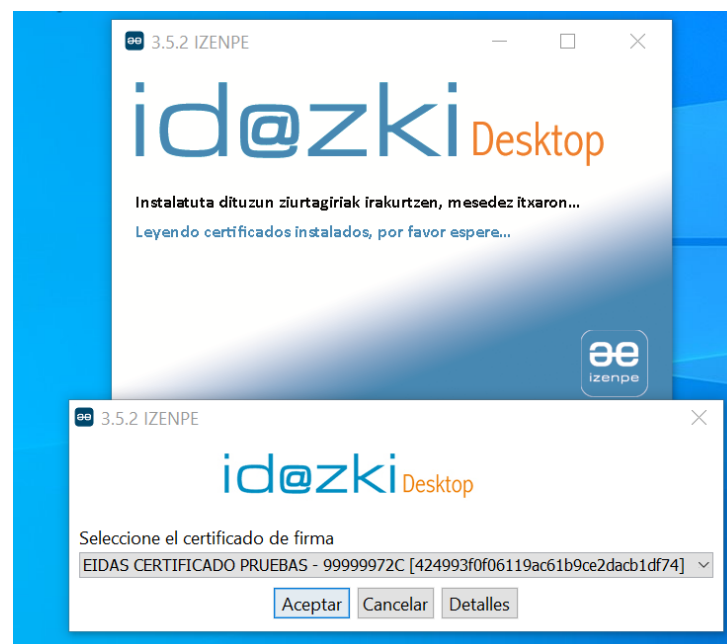 3.5.2 IZENPE
id@zki Desktop
Instalatuta dituzun ziurtagiriak irakurtzen, mesedez itxaron...
Leyendo certificados instalados, por favor espere...
izenpe
3.5.2 IZENPE
id@zki Desktop
Seleccione el certificado de firma
EIDAS CERTIFICADO PRUEBAS - 99999972C [424993f0f06119ac61b9ce2dacb1df74]
Aceptar Cancelar Detalles